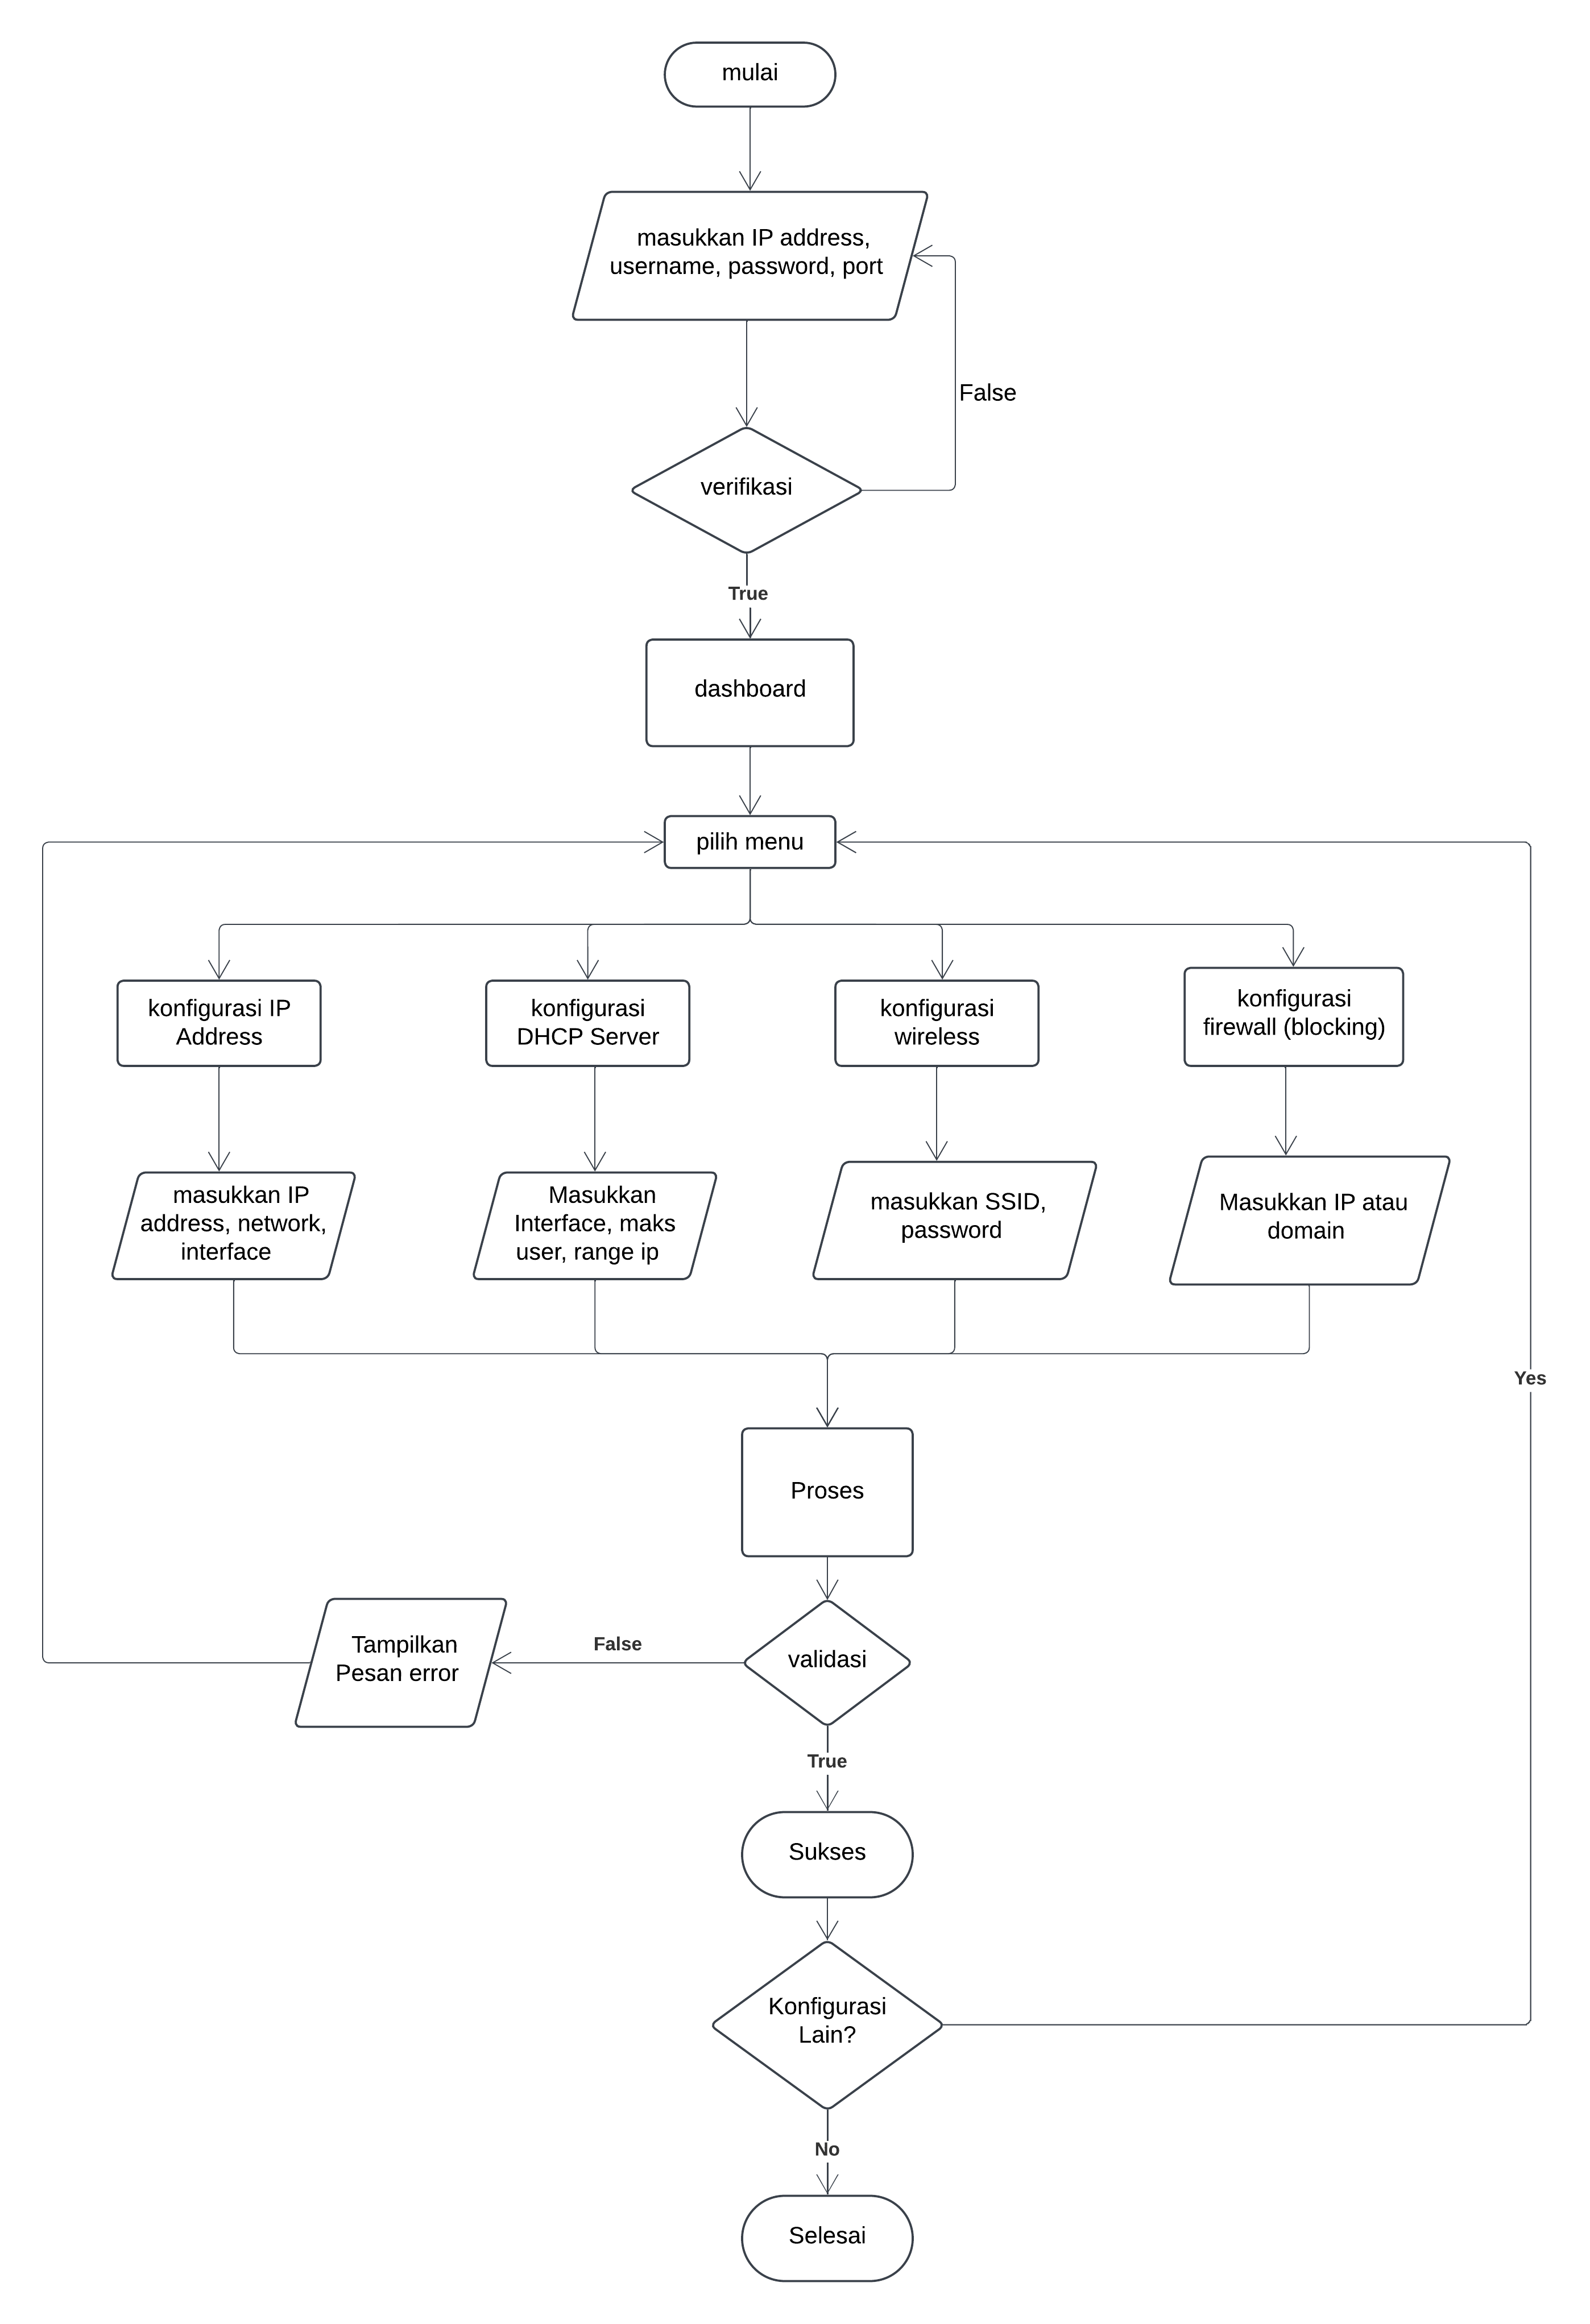 mulai
masukkan IP address,
username, password, port
False
verifikasi
True
dashboard
pilih menu
konfigurasi IP
Address
konfigurasi
DHCP Server
konfigurasi
wireless
konfigurasi
firewall (blocking)
masukkan IP
address, network,
interface
Masukkan
Interface, maks
user, range ip
masukkan SSID,
password
Masukkan IP atau
domain
Yes
Proses
Tampilkan
Pesan error
False
validasi
True
Sukses
Konfigurasi
Lain?
No
Selesai